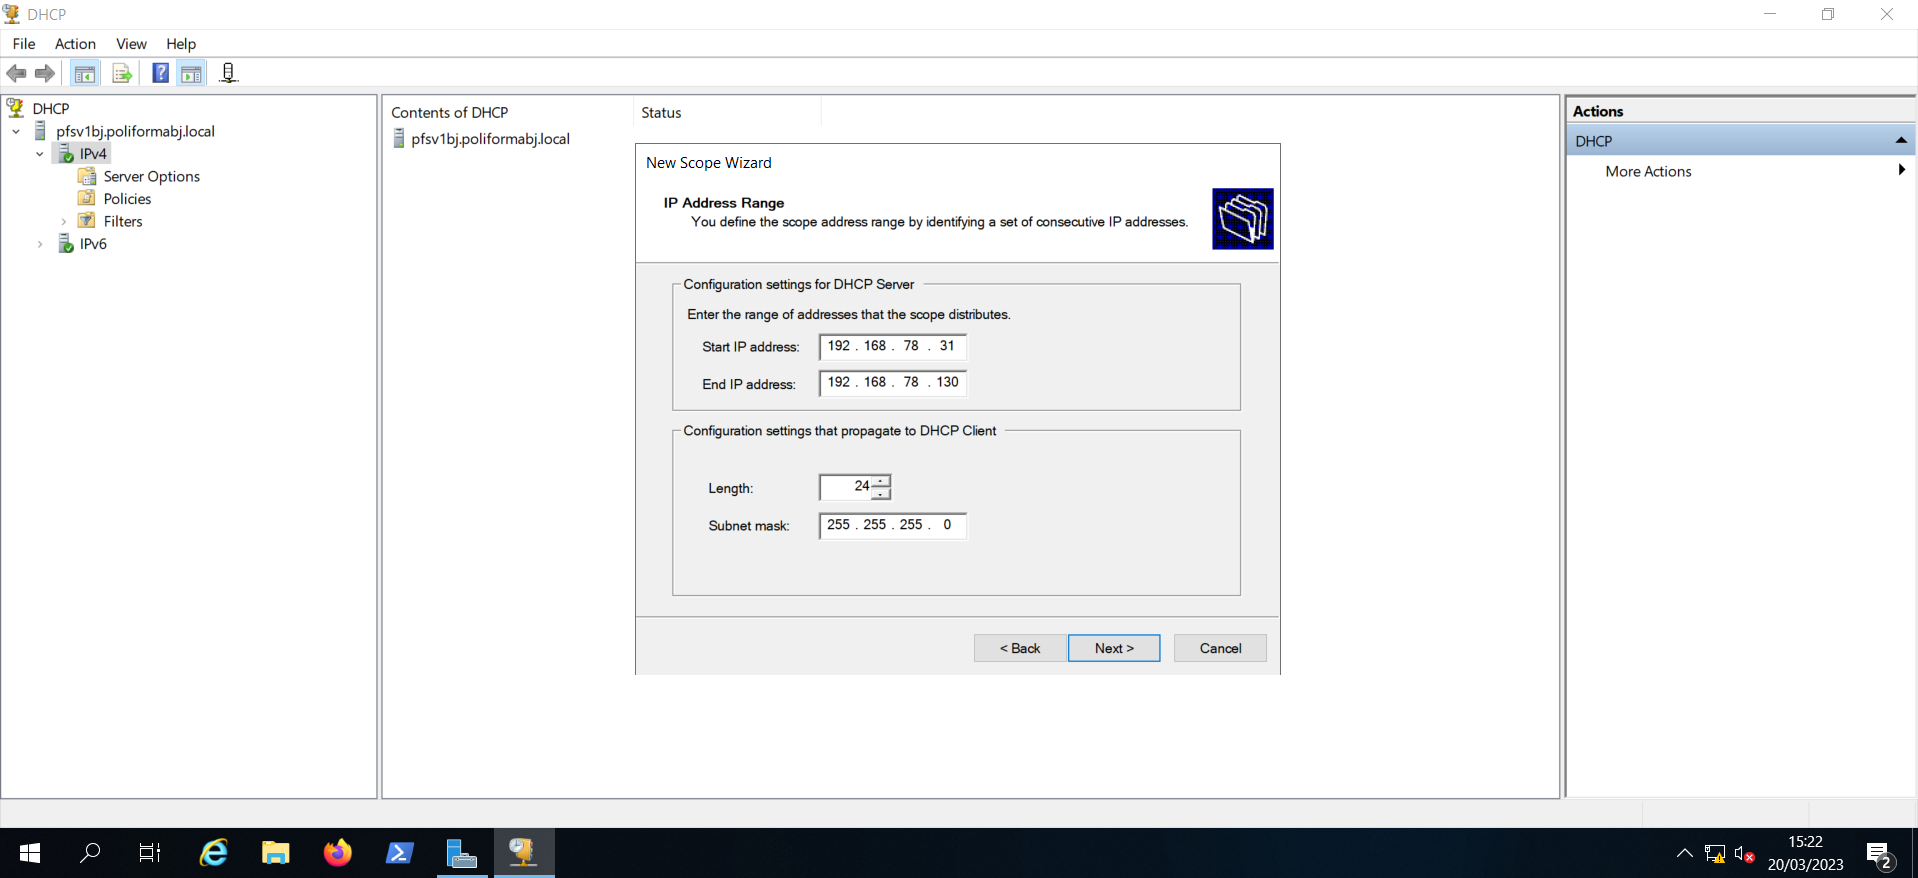 DHCP
File Action View Help
DHCP
pfsv1bj.poliformabj.local
IPv4
Server Options
Policies
Filters
IPv6
Contents of DHCP Status
pfsv1bj.poliformabj.local
New Scope Wizard
IP Address Range
You define the scope address range by identifying a set of consecutive IP addresses.
Configuration settings for DHCP Server
Enter the range of addresses that the scope distributes.
Start IP address: 192 . 168 . 78 . 31
End IP address: 192 . 168 . 78 . 130
Configuration settings that propagate to DHCP Client
Length: 24
Subnet mask: 255 . 255 . 255 . 0
< Back Next > Cancel
Actions
DHCP
More Actions
15:22
20/03/2023
2